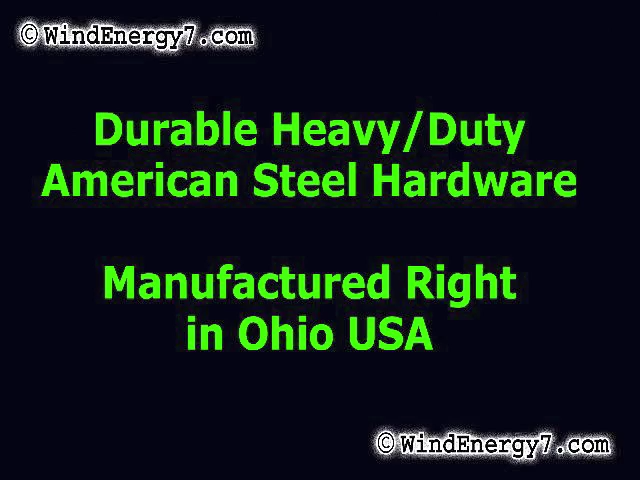 © WindEnergy7.com
Durable Heavy/Duty
American Steel Hardware
Manufactured Right
in Ohio USA
© WindEnergy7.com